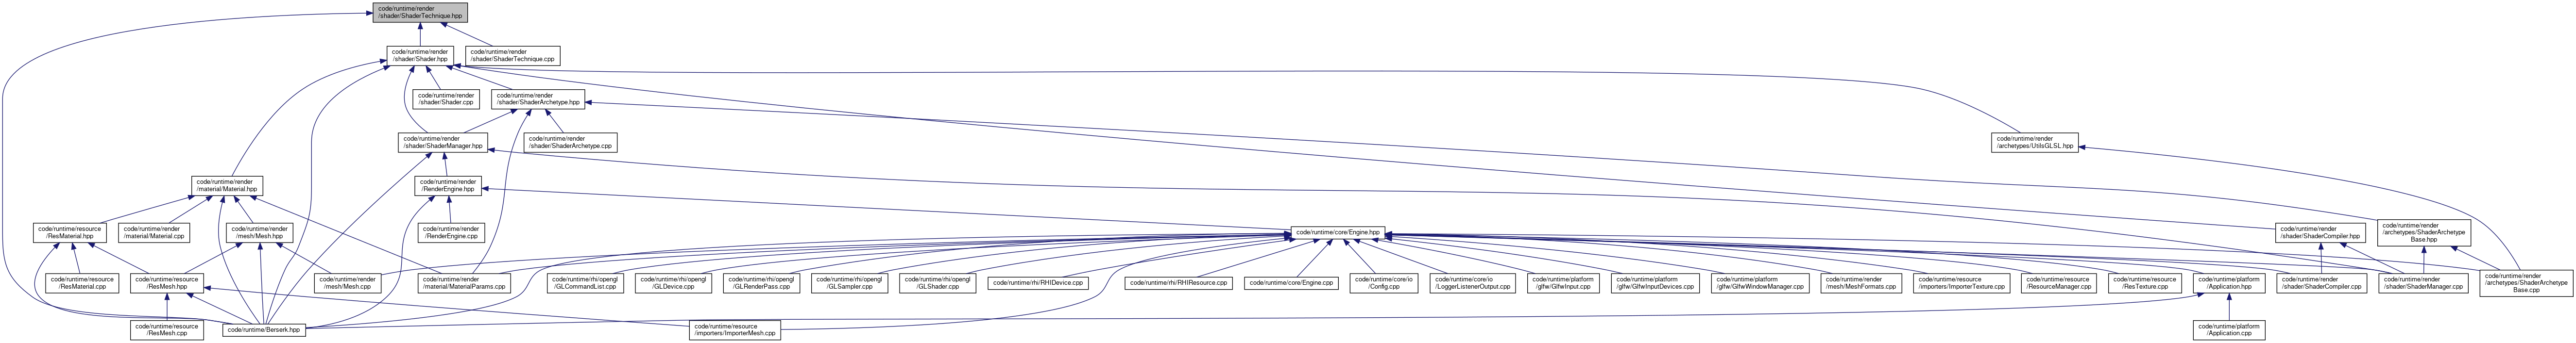 code/runtime/render
/shader/ShaderTechnique.hpp
code/runtime/render
/shader/Shader.hpp
code/runtime/render
/shader/ShaderTechnique.cpp
code/runtime/render
/shader/Shader.cpp
code/runtime/render
/shader/ShaderArchetype.hpp
code/runtime/render
/shader/ShaderManager.hpp
code/runtime/render
/shader/ShaderArchetype.cpp
code/runtime/render
/archetypes/UtilsGLSL.hpp
code/runtime/render
/material/Material.hpp
code/runtime/render
/RenderEngine.hpp
code/runtime/resource
/ResMaterial.hpp
code/runtime/render
/material/Material.cpp
code/runtime/render
/mesh/Mesh.hpp
code/runtime/render
/RenderEngine.cpp
code/runtime/core/Engine.hpp
code/runtime/render
/shader/ShaderCompiler.hpp
code/runtime/render
/archetypes/ShaderArchetype
Base.hpp
code/runtime/resource
/ResMaterial.cpp
code/runtime/resource
/ResMesh.hpp
code/runtime/render
/mesh/Mesh.cpp
code/runtime/render
/material/MaterialParams.cpp
code/runtime/rhi/opengl
/GLCommandList.cpp
code/runtime/rhi/opengl
/GLDevice.cpp
code/runtime/rhi/opengl
/GLRenderPass.cpp
code/runtime/rhi/opengl
/GLSampler.cpp
code/runtime/rhi/opengl
/GLShader.cpp
code/runtime/rhi/RHIDevice.cpp
code/runtime/rhi/RHIResource.cpp
code/runtime/core/Engine.cpp
code/runtime/core/io
/Config.cpp
code/runtime/core/io
/LoggerListenerOutput.cpp
code/runtime/platform
/glfw/GlfwInput.cpp
code/runtime/platform
/glfw/GlfwInputDevices.cpp
code/runtime/platform
/glfw/GlfwWindowManager.cpp
code/runtime/render
/mesh/MeshFormats.cpp
code/runtime/resource
/importers/ImporterTexture.cpp
code/runtime/resource
/ResourceManager.cpp
code/runtime/resource
/ResTexture.cpp
code/runtime/platform
/Application.hpp
code/runtime/render
/shader/ShaderCompiler.cpp
code/runtime/render
/shader/ShaderManager.cpp
code/runtime/render
/archetypes/ShaderArchetype
Base.cpp
code/runtime/resource
/ResMesh.cpp
code/runtime/Berserk.hpp
code/runtime/resource
/importers/ImporterMesh.cpp
code/runtime/platform
/Application.cpp